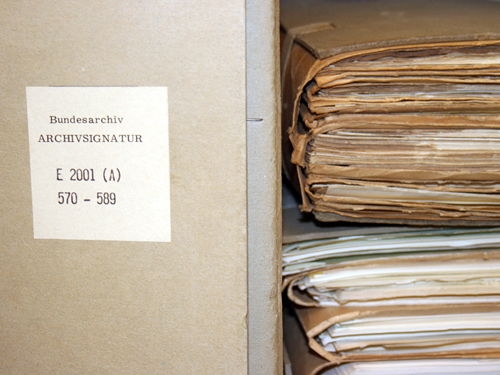 Bundesarchiv
ARCHIVSIGNATUR
E 2001 (A)
570 - 589